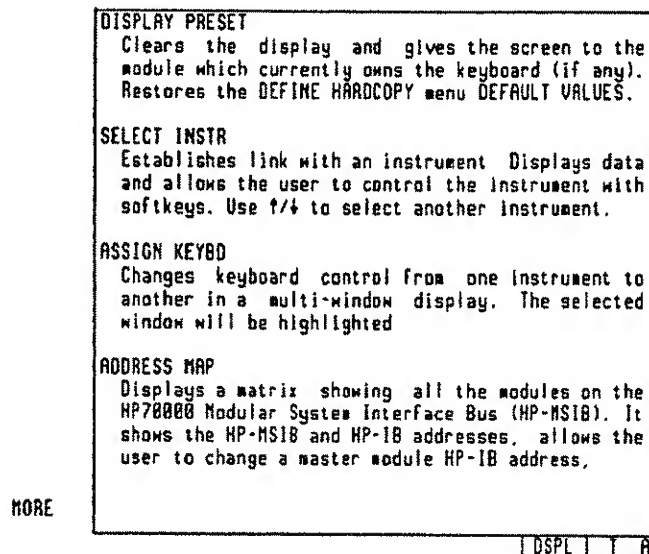 DISPLAY PRESET
Clears the display and gives the screen to the
module which currently owns the keyboard (if any).
Restores the DEFINE HARDCOPY menu DEFAULT VALUES.
SELECT INSTR
Establishes link with an instrument Displays data
and allows the user to control the instrument with
softkeys. Use ↑/↓ to select another instrument.
ASSIGN KEYBD
Changes keyboard control from one instrument to
another in a multi-window display. The selected
window will be highlighted
ADDRESS MAP
Displays a matrix showing all the modules on the
HP70000 Modular System Interface Bus (HP-MSIB). It
shows the HP-MSIB and HP-IB addresses, allows the
user to change a master module HP-IB address,
MORE
DSPL T A